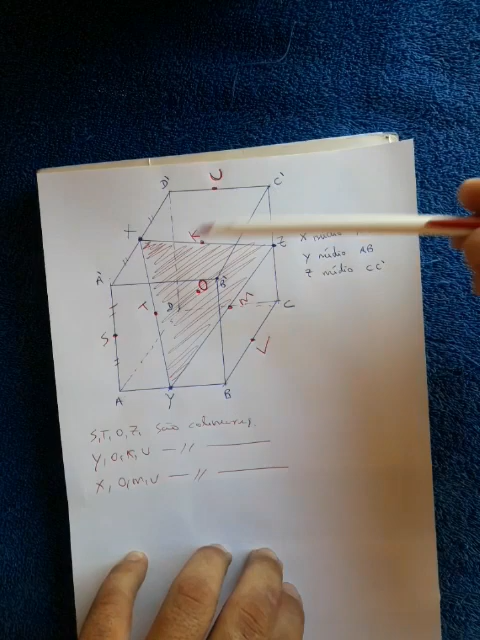 D' U C'
X K Z
X médio
Y médio AB
Z médio CC'
A' O B'
T D M C
S V
A Y B
S,T,O,Z, são colineares.
Y, O, K, U — // —
X, O, M, V — // —